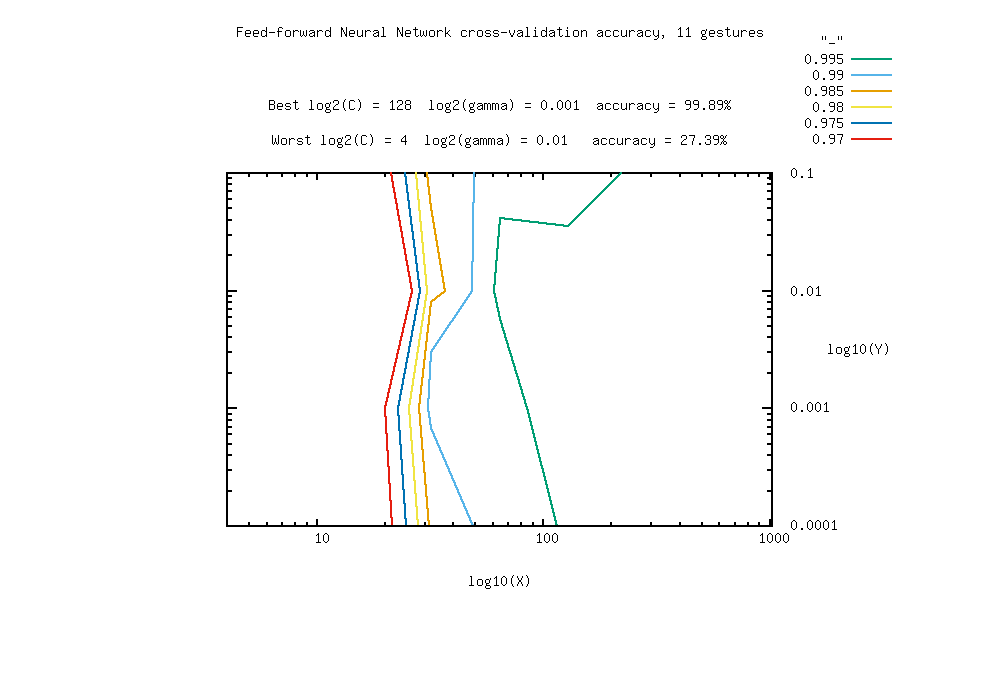 Feed-forward Neural Network cross-validation accuracy, 11 gestures
"_"
0.995
0.99
0.985
0.98
0.975
0.97
Best log2(C) = 128  log2(gamma) = 0.001  accuracy = 99.89%
Worst log2(C) = 4  log2(gamma) = 0.01   accuracy = 27.39%
0.1
0.01
log10(Y)
0.001
0.0001
10
100
1000
log10(X)